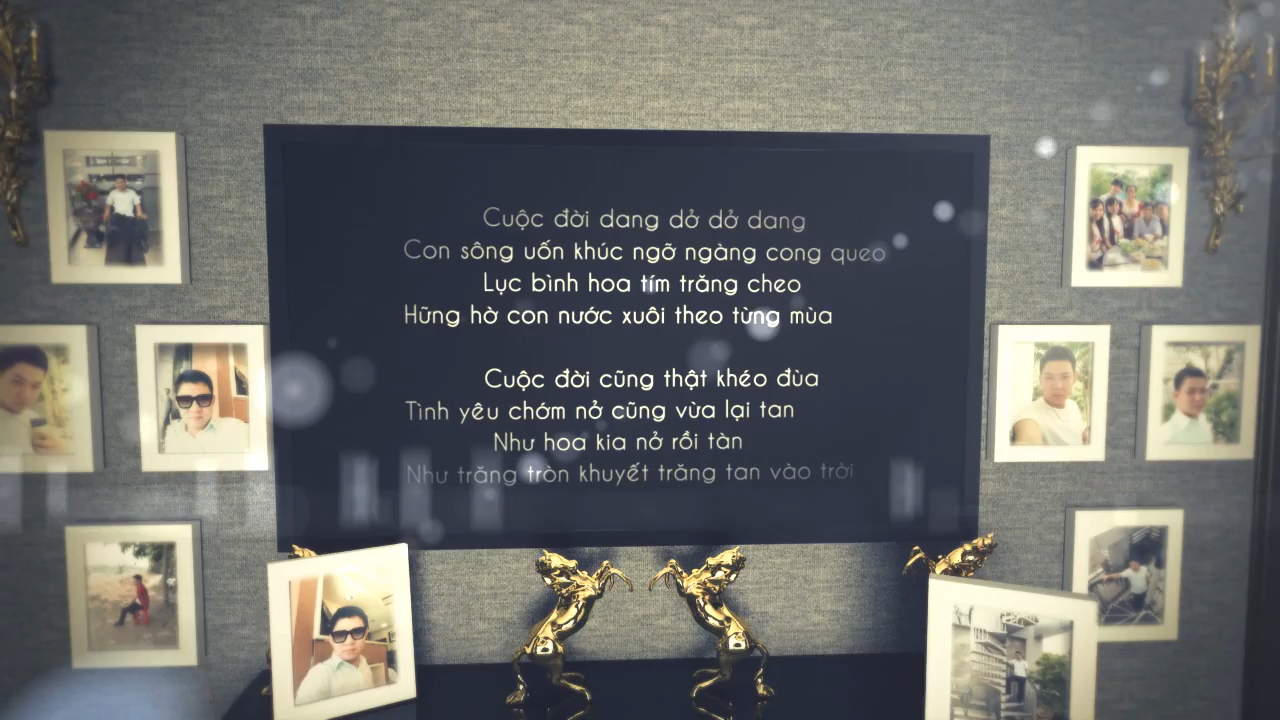 Cuộc đời dang dở dở dang
Con sông uốn khúc ngỡ ngàng cong queo
Lục bình hoa tím trăng cheo
Hững hờ con nước xuôi theo từng mùa
Cuộc đời cũng thật khéo đùa
Tình yêu chớm nở cũng vừa lại tan
Như hoa kia nở rồi tàn
Như trăng tròn khuyết trăng tan vào trời